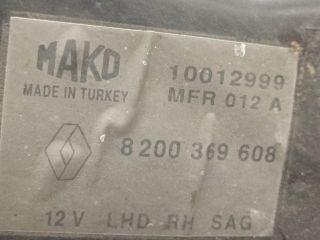 MAKO
10012999
MADE IN TURKEY
MFR 012 A
8 200 369 608
12 V LHD RH SAG